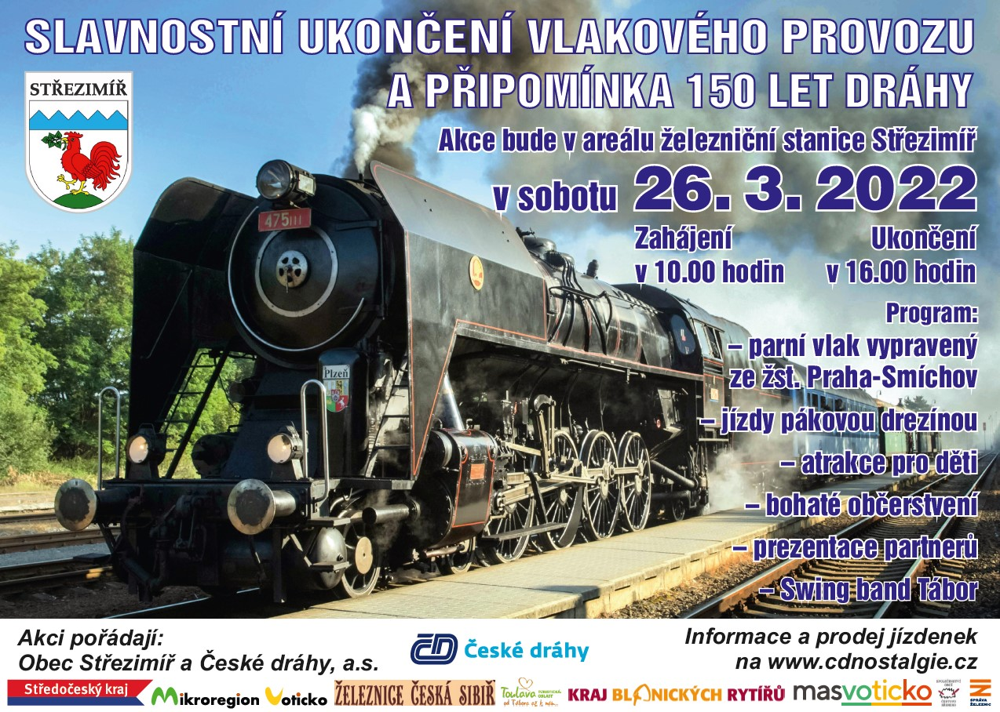 SLAVNOSTNÍ UKONČENÍ VLAKOVÉHO PROVOZU
A PŘIPOMÍNKA 150 LET DRÁHY
STŘEZIMÍŘ
Akce bude v areálu železniční stanice Střezimíř
v sobotu 26. 3. 2022
Zahájení
v 10.00 hodin
Ukončení
v 16.00 hodin
475111
Plzeň
Program:
– parní vlak vypravený
ze žst. Praha-Smíchov
– jízdy pákovou drezínou
– atrakce pro děti
– bohaté občerstvení
– prezentace partnerů
– Swing band Tábor
Akci pořádají:
Obec Střezimíř a České dráhy, a.s.
ČD České dráhy
Informace a prodej jízdenek
na www.cdnostalgie.cz
Středočeský kraj
Mikroregion Voticko
ŽELEZNICE ČESKÁ SIBIŘ
Toulava
TURISTICKÁ OBLAST
KRAJ BLANICKÝCH RYTÍŘŮ
masvoticko
SPRÁVA
ŽELEZNIC